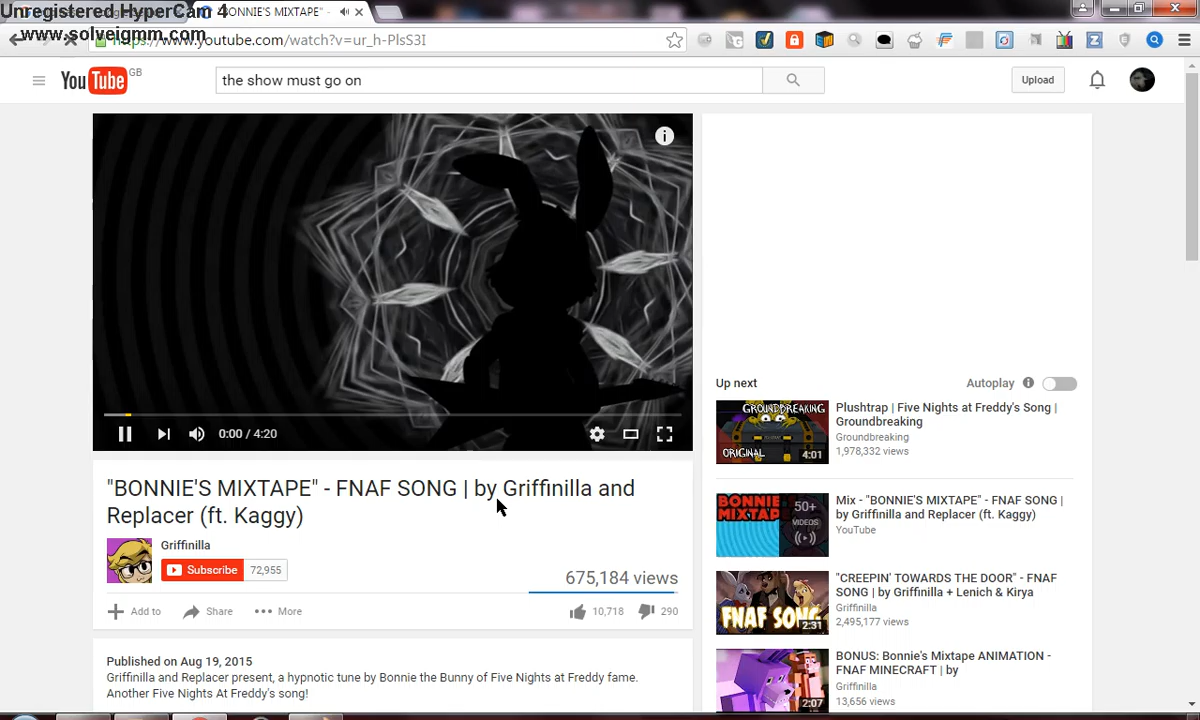 Unregistered HyperCam 4
www.solveigmm.com
"BONNIE'S MIXTAPE" -
https://www.youtube.com/watch?v=ur_h-PlsS3I
YouTube GB
the show must go on
Upload
0:00 / 4:20
"BONNIE'S MIXTAPE" - FNAF SONG | by Griffinilla and
Replacer (ft. Kaggy)
Griffinilla
Subscribe 72,955
675,184 views
Add to Share More 10,718 290
Published on Aug 19, 2015
Griffinilla and Replacer present, a hypnotic tune by Bonnie the Bunny of Five Nights at Freddy fame.
Another Five Nights At Freddy's song!
Up next Autoplay
GROUNDBREAKING
ORIGINAL 4:01
Plushtrap | Five Nights at Freddy's Song |
Groundbreaking
Groundbreaking
1,978,332 views
BONNIE'S
MIXTAPE
50+
VIDEOS
Mix - "BONNIE'S MIXTAPE" - FNAF SONG |
by Griffinilla and Replacer (ft. Kaggy)
YouTube
FNAF SONG
2:31
"CREEPIN' TOWARDS THE DOOR" - FNAF
SONG | by Griffinilla + Lenich & Kirya
Griffinilla
2,495,177 views
2:07
BONUS: Bonnie's Mixtape ANIMATION -
FNAF MINECRAFT | by
Griffinilla
13,656 views